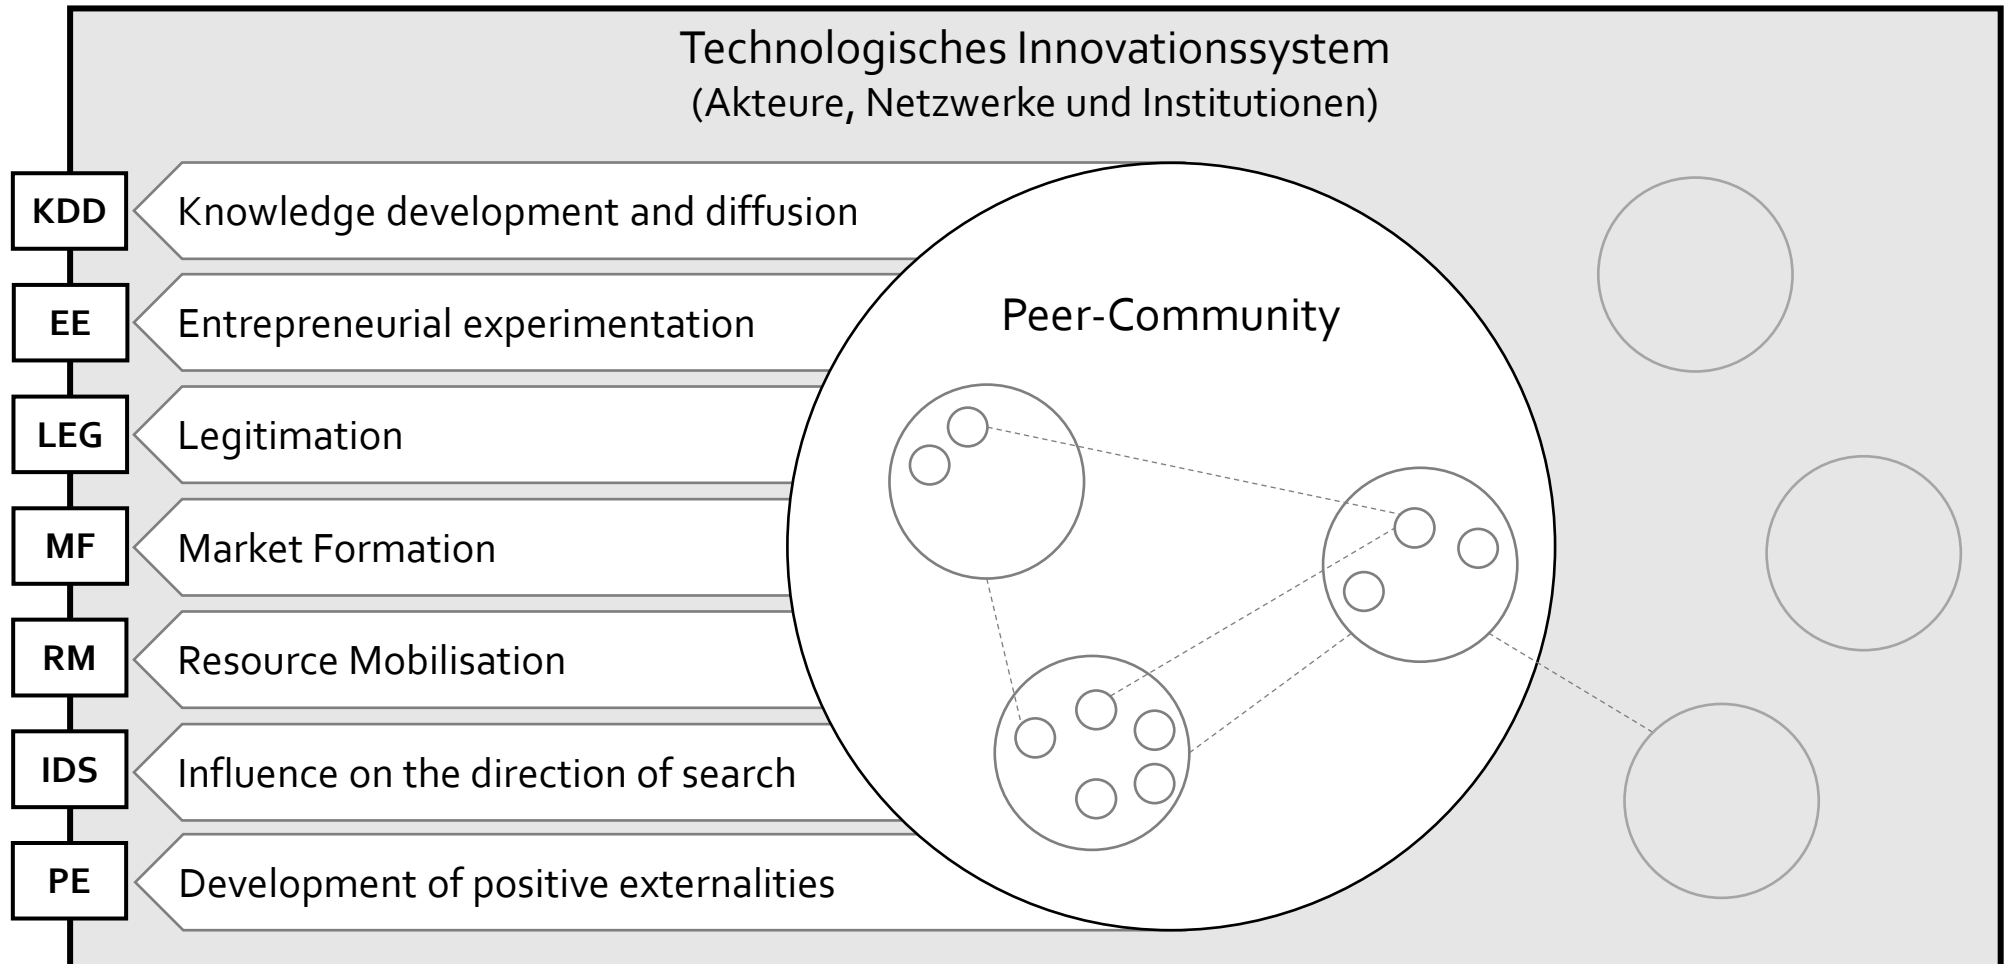 Technologisches Innovationssystem
(Akteure, Netzwerke und Institutionen)
KDD
Knowledge development and diffusion
EE
Entrepreneurial experimentation
LEG
Legitimation
MF
Market Formation
RM
Resource Mobilisation
IDS
Influence on the direction of search
PE
Development of positive externalities
Peer-Community